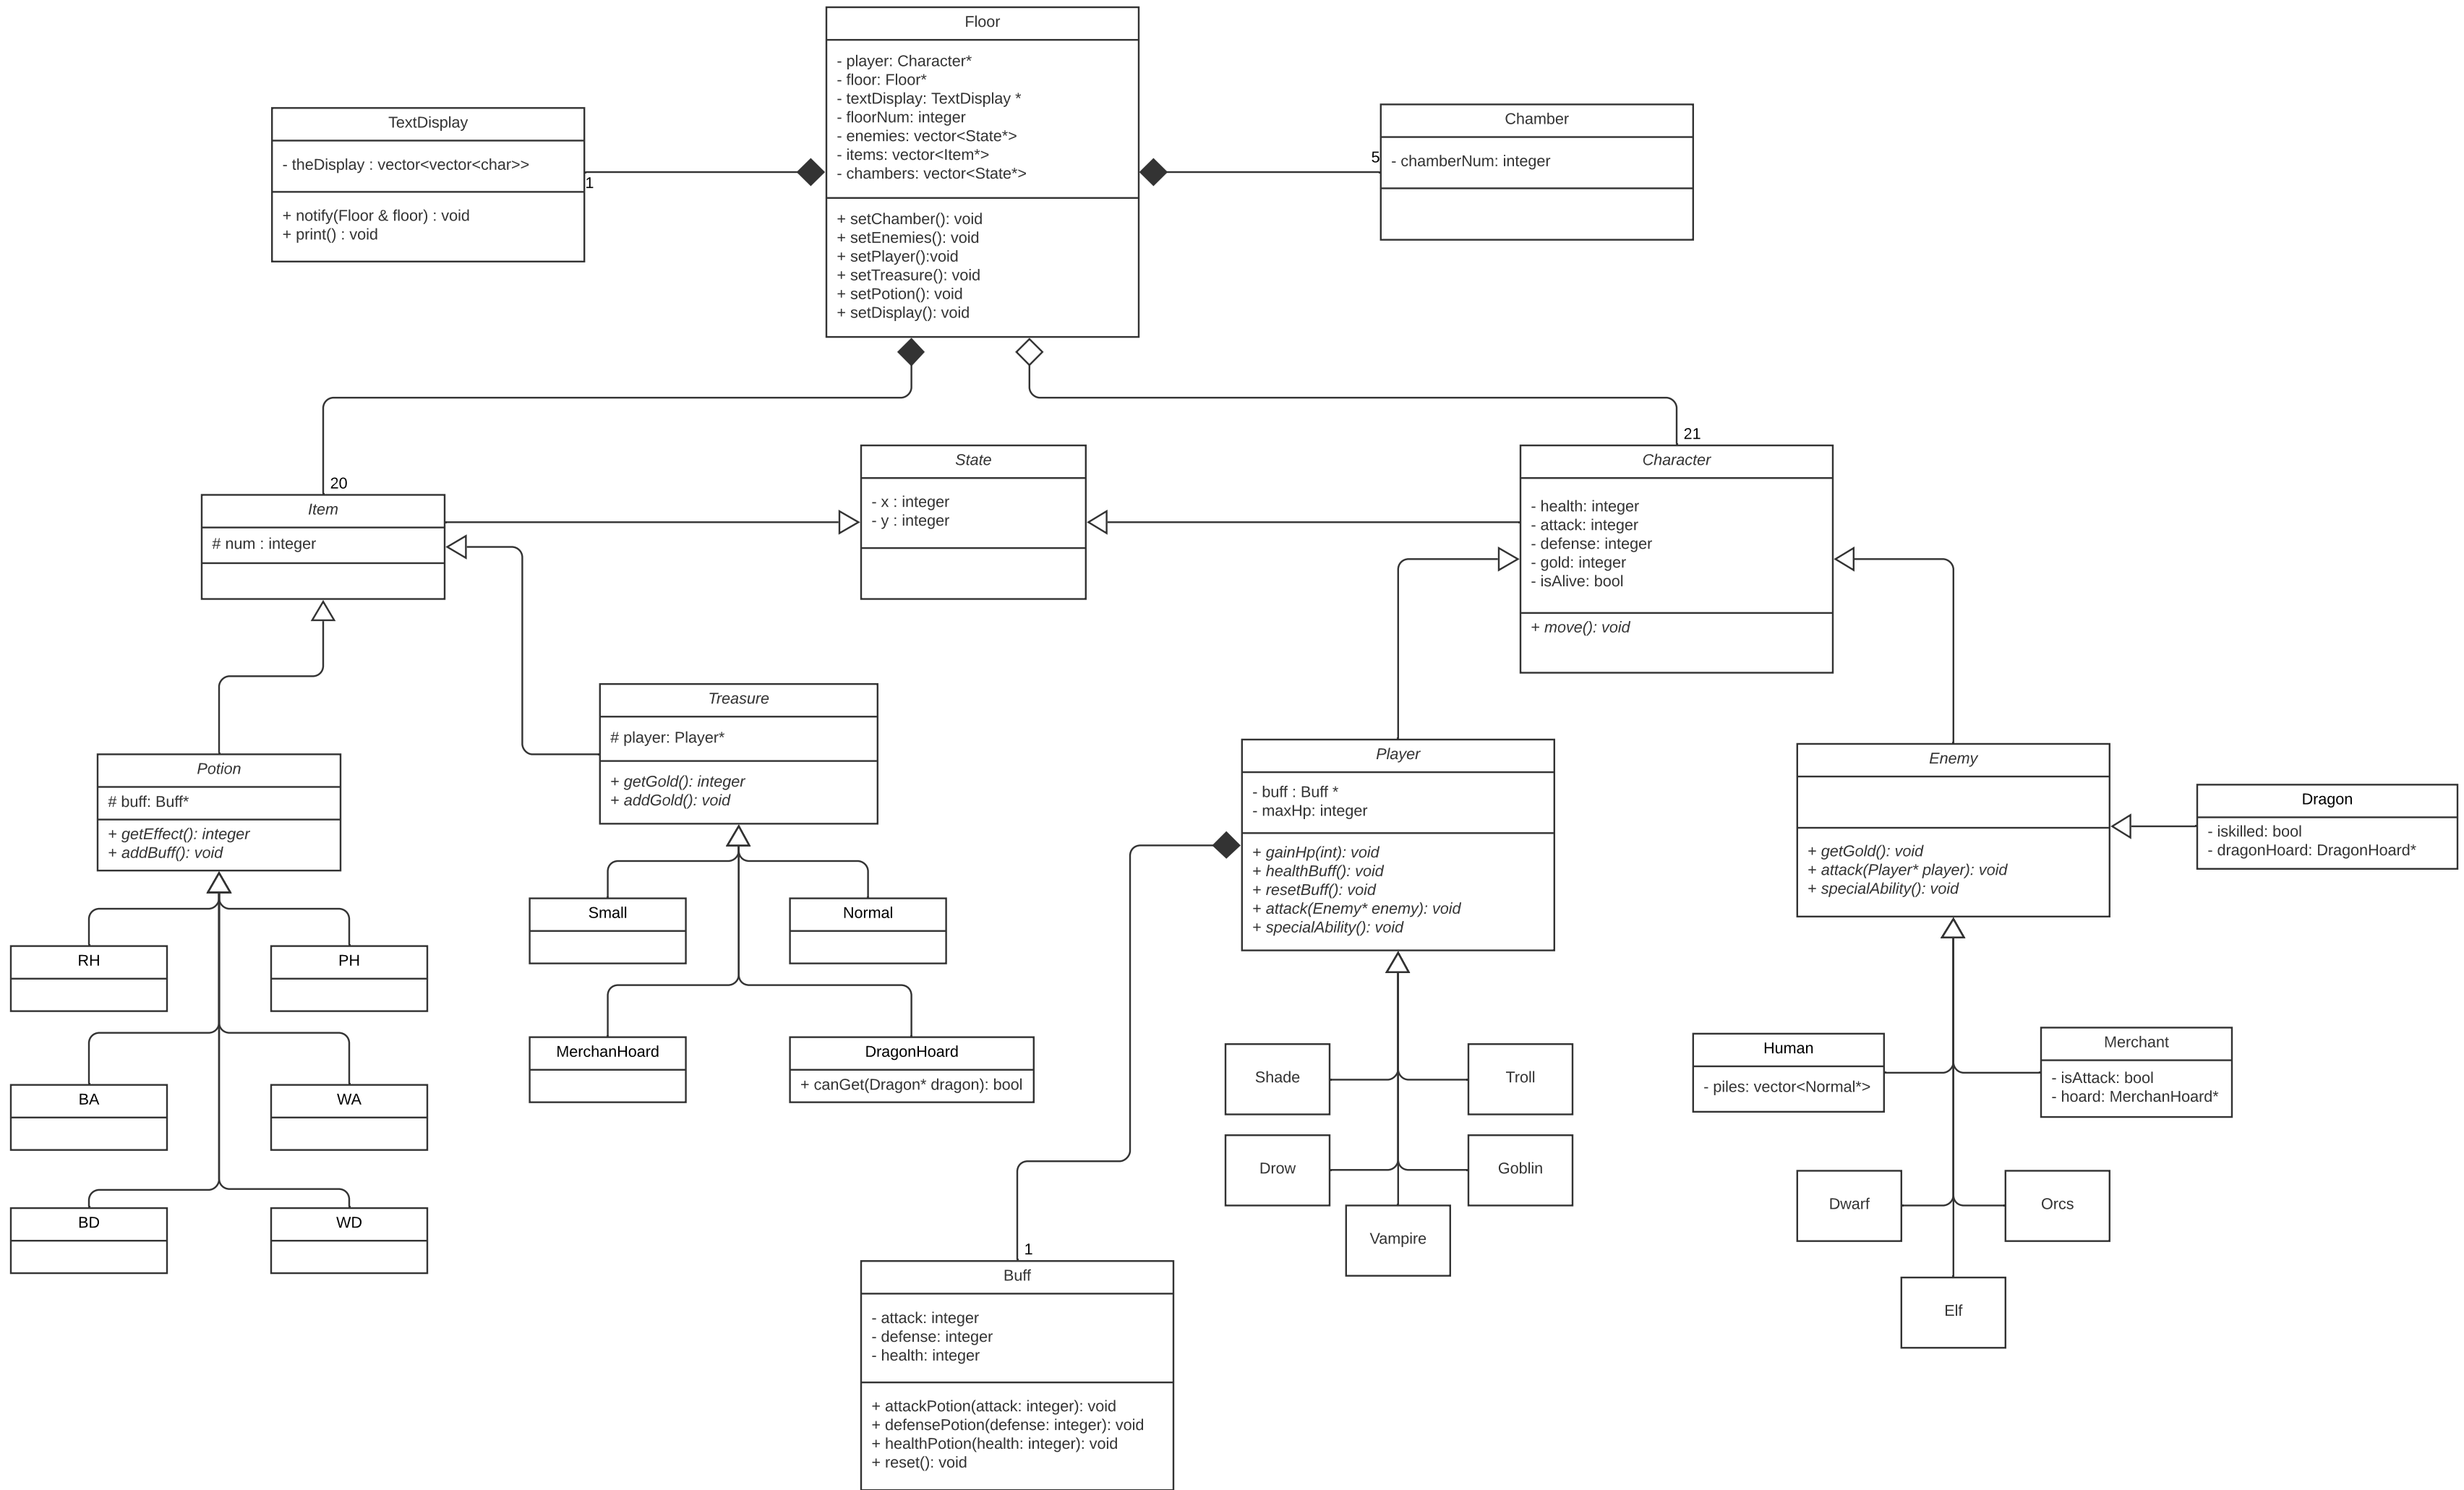 Floor
- player: Character*
- floor: Floor*
- textDisplay: TextDisplay *
- floorNum: integer
- enemies: vector<State*>
- items: vector<Item*>
- chambers: vector<State*>
+ setChamber(): void
+ setEnemies(): void
+ setPlayer():void
+ setTreasure(): void
+ setPotion(): void
+ setDisplay(): void
TextDisplay
- theDisplay : vector<vector<char>>
+ notify(Floor & floor) : void
+ print() : void
1
5
Chamber
- chamberNum: integer
20
21
Item
# num : integer
State
- x : integer
- y : integer
Character
- health: integer
- attack: integer
- defense: integer
- gold: integer
- isAlive: bool
+ move(): void
Potion
# buff: Buff*
+ getEffect(): integer
+ addBuff(): void
Treasure
# player: Player*
+ getGold(): integer
+ addGold(): void
Player
- buff : Buff *
- maxHp: integer
+ gainHp(int): void
+ healthBuff(): void
+ resetBuff(): void
+ attack(Enemy* enemy): void
+ specialAbility(): void
Enemy
+ getGold(): void
+ attack(Player* player): void
+ specialAbility(): void
Dragon
- iskilled: bool
- dragonHoard: DragonHoard*
RH
PH
BA
WA
BD
WD
Small
Normal
MerchanHoard
DragonHoard
+ canGet(Dragon* dragon): bool
Shade
Troll
Drow
Goblin
Vampire
Human
- piles: vector<Normal*>
Merchant
- isAttack: bool
- hoard: MerchanHoard*
Dwarf
Orcs
Elf
1
Buff
- attack: integer
- defense: integer
- health: integer
+ attackPotion(attack: integer): void
+ defensePotion(defense: integer): void
+ healthPotion(health: integer): void
+ reset(): void